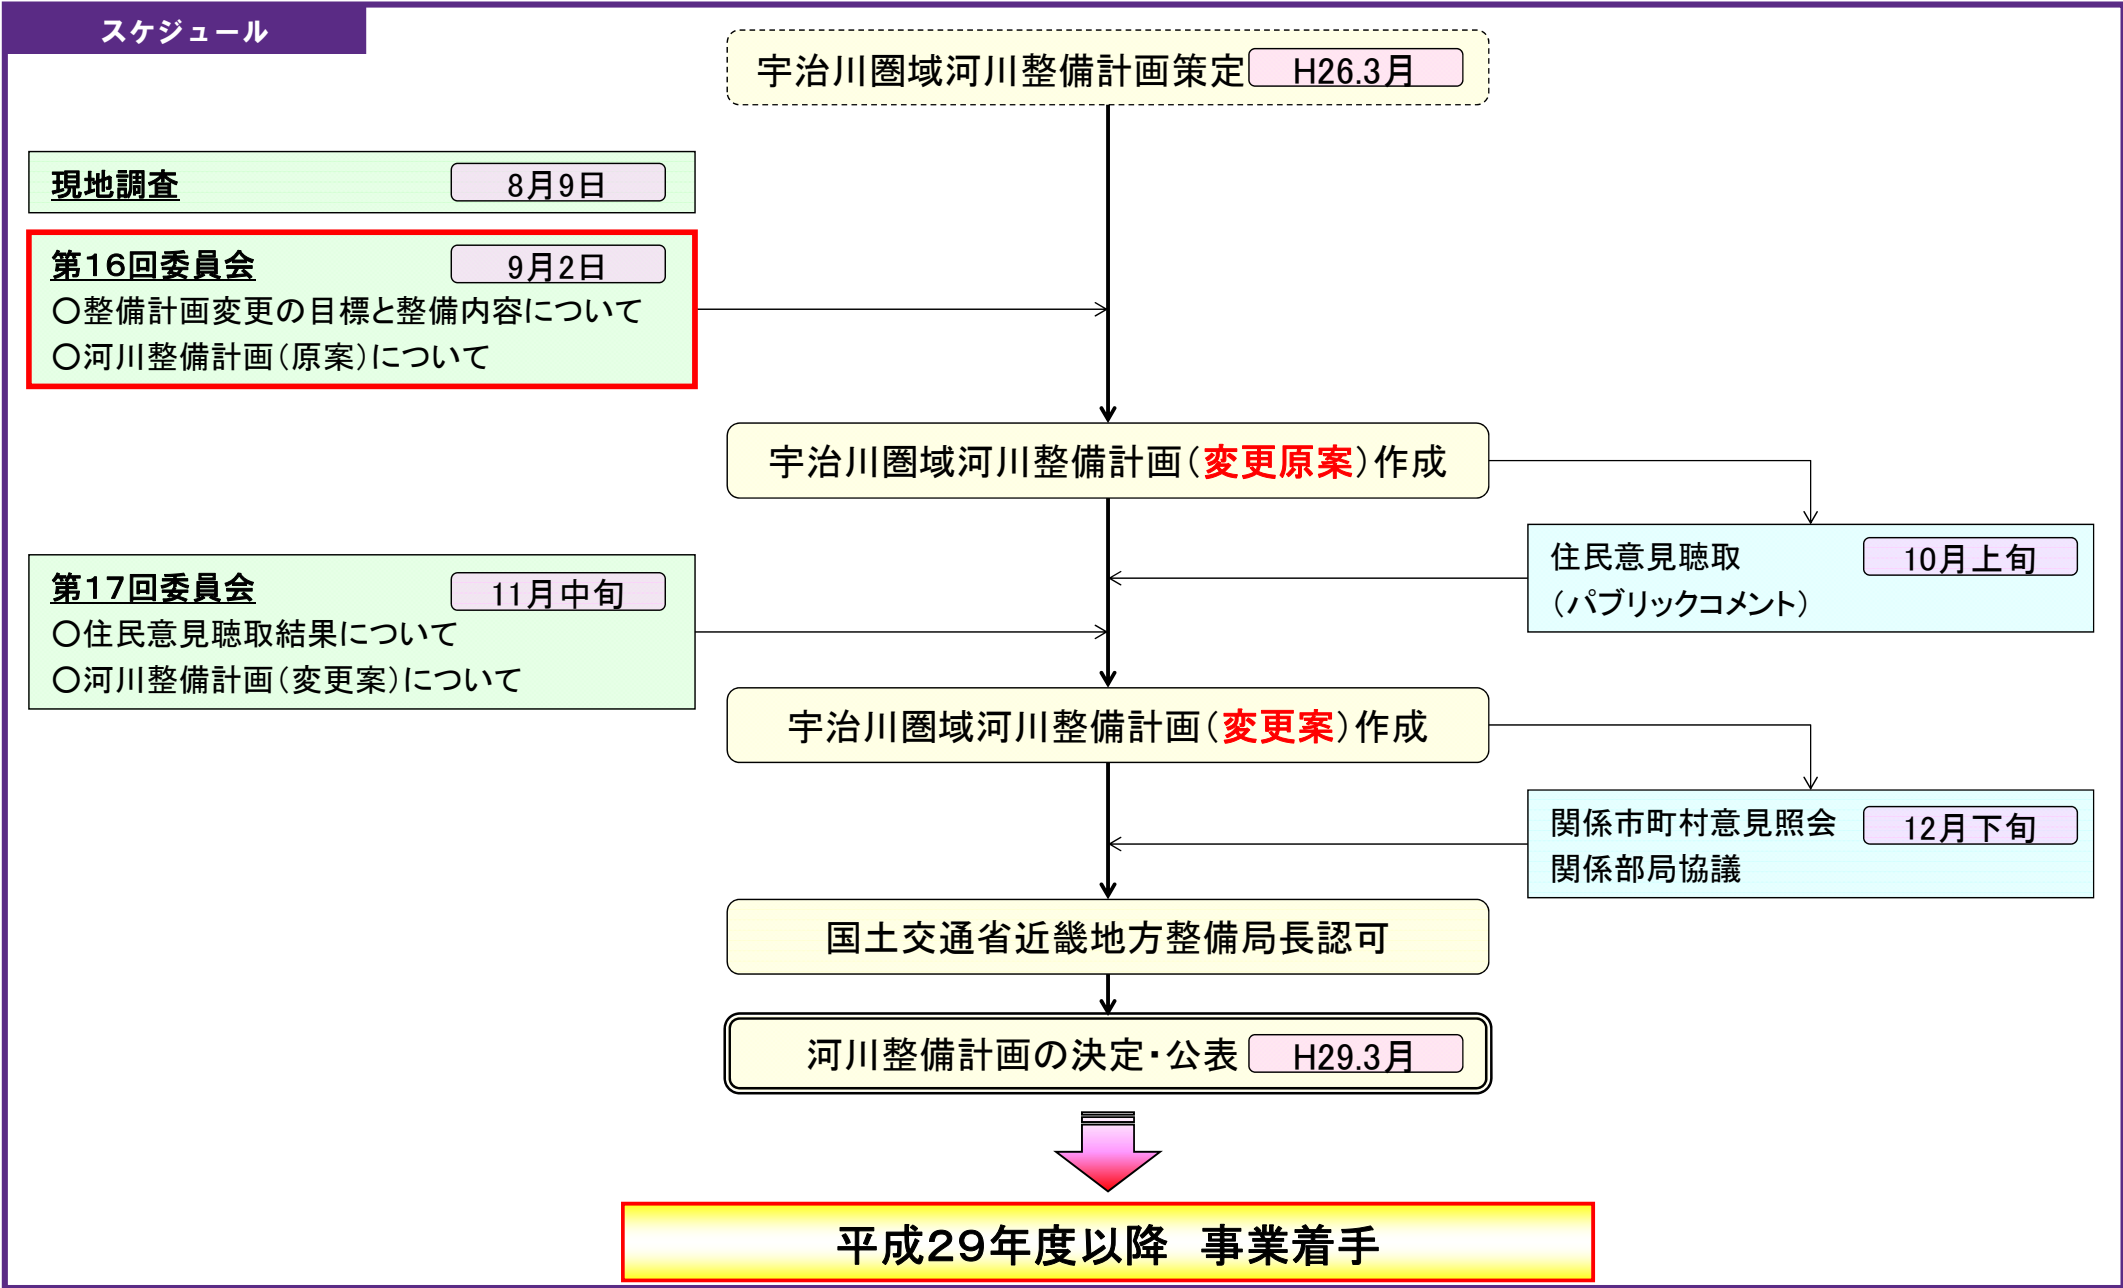 スケジュール
宇治川圏域河川整備計画策定 H26.3月
現地調査 8月9日
第16回委員会 9月2日
○整備計画変更の目標と整備内容について
○河川整備計画(原案)について
宇治川圏域河川整備計画(変更原案)作成
住民意見聴取 10月上旬
(パブリックコメント)
第17回委員会 11月中旬
○住民意見聴取結果について
○河川整備計画(変更案)について
宇治川圏域河川整備計画(変更案)作成
関係市町村意見照会 12月下旬
関係部局協議
国土交通省近畿地方整備局長認可
河川整備計画の決定・公表 H29.3月
平成29年度以降 事業着手